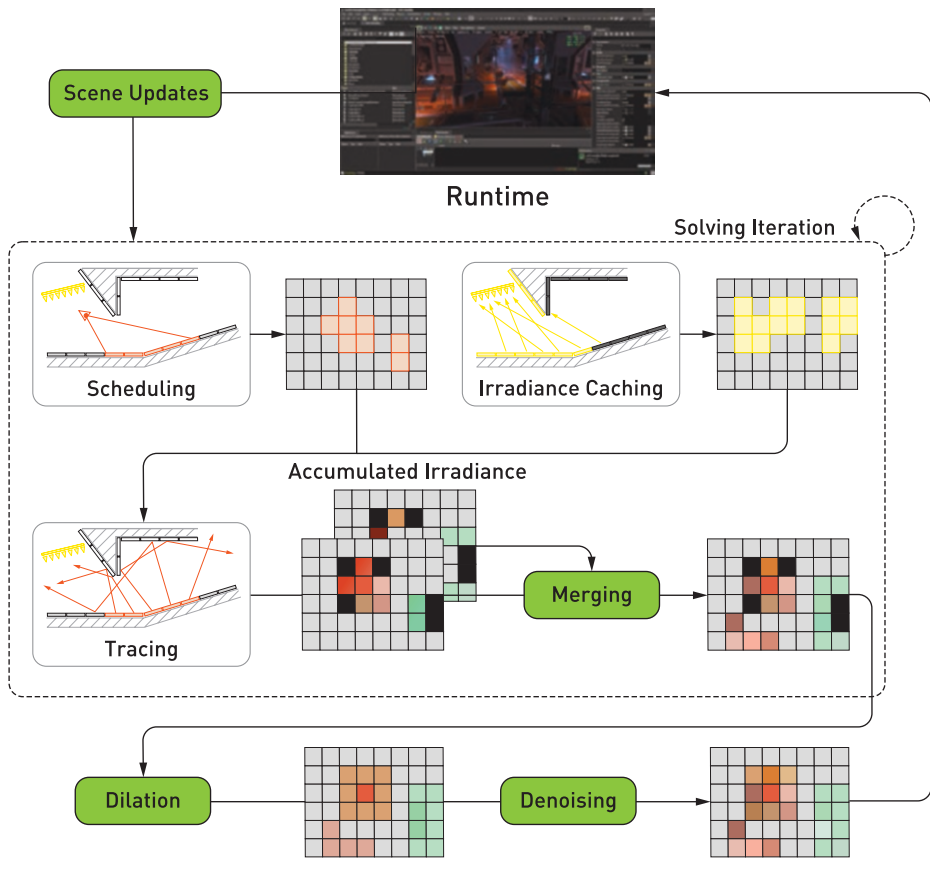 Scene Updates
Runtime
Solving Iteration
Scheduling
Irradiance Caching
Accumulated Irradiance
Tracing
Merging
Dilation
Denoising